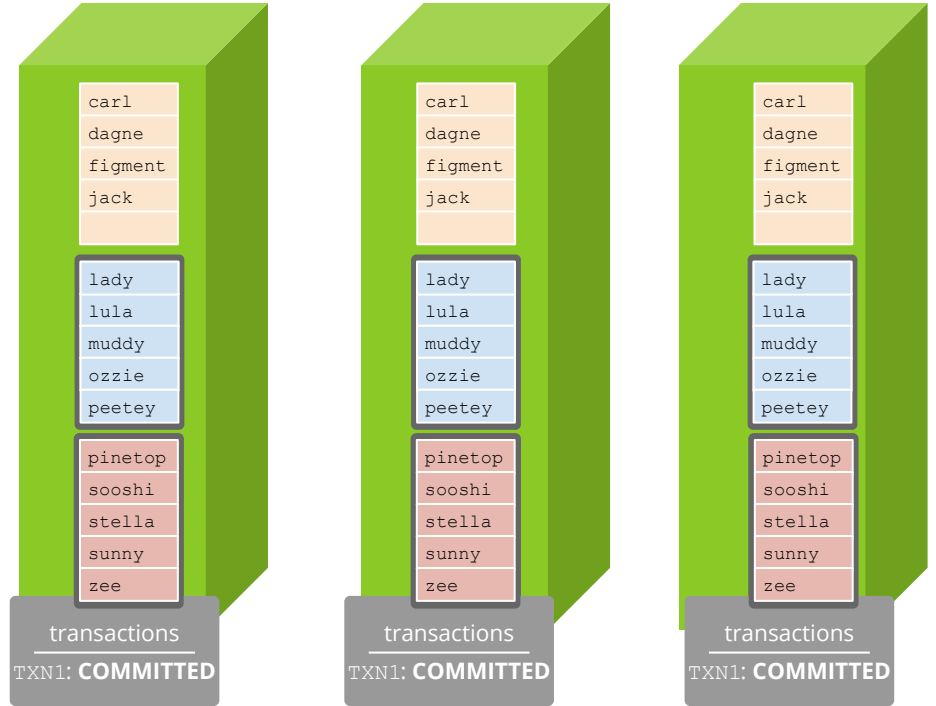 carl
dagne
figment
jack
lady
lula
muddy
ozzie
peetey
pinetop
sooshi
stella
sunny
zee
transactions
TXN1: COMMITTED
carl
dagne
figment
jack
lady
lula
muddy
ozzie
peetey
pinetop
sooshi
stella
sunny
zee
transactions
TXN1: COMMITTED
carl
dagne
figment
jack
lady
lula
muddy
ozzie
peetey
pinetop
sooshi
stella
sunny
zee
transactions
TXN1: COMMITTED